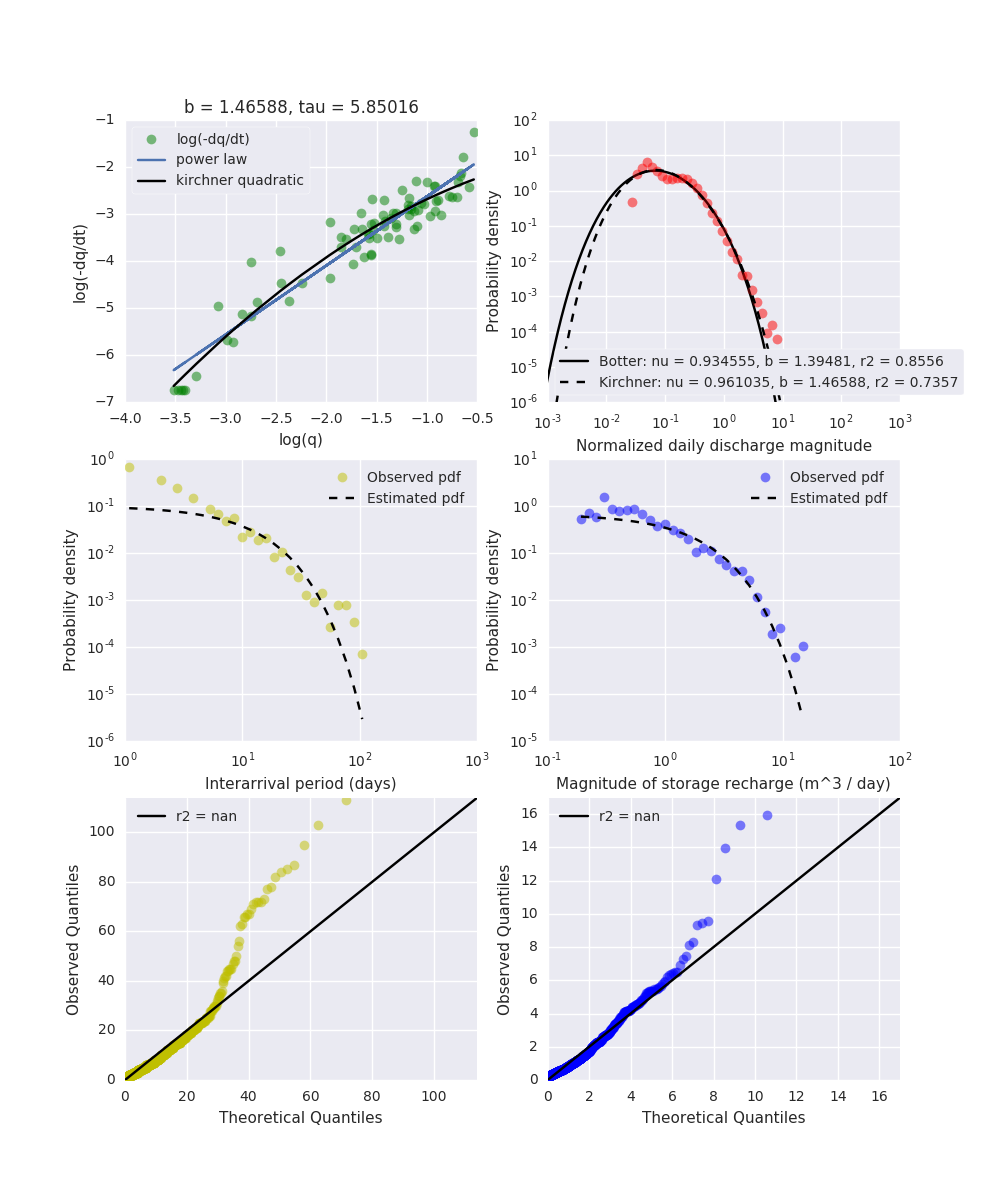 b = 1.46588, tau = 5.85016
−1
−2
−3
−4
−5
−6
−7
log(-dq/dt)
log(-dq/dt)
power law
kirchner quadratic
−4.0 −3.5 −3.0 −2.5 −2.0 −1.5 −1.0 −0.5
log(q)
10^2
10^1
10^0
10^-1
10^-2
10^-3
10^-4
10^-5
10^-6
Probability density
Botter: nu = 0.934555, b = 1.39481, r2 = 0.8556
Kirchner: nu = 0.961035, b = 1.46588, r2 = 0.7357
10^-3 10^-2 10^-1 10^0 10^1 10^2 10^3
Normalized daily discharge magnitude
10^0
10^-1
10^-2
10^-3
10^-4
10^-5
10^-6
Probability density
Observed pdf
Estimated pdf
10^0 10^1 10^2 10^3
Interarrival period (days)
10^1
10^0
10^-1
10^-2
10^-3
10^-4
10^-5
Probability density
Observed pdf
Estimated pdf
10^-1 10^0 10^1 10^2
Magnitude of storage recharge (m^3 / day)
100
80
60
40
20
0
Observed Quantiles
r2 = nan
0 20 40 60 80 100
Theoretical Quantiles
16
14
12
10
8
6
4
2
0
Observed Quantiles
r2 = nan
0 2 4 6 8 10 12 14 16
Theoretical Quantiles